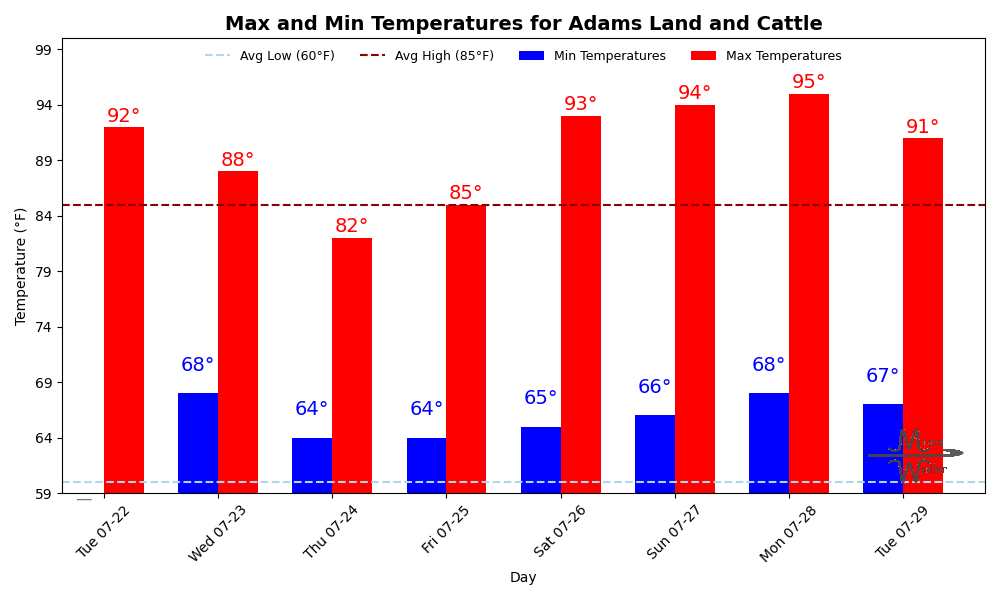 Max and Min Temperatures for Adams Land and Cattle
Avg Low (60°F) Avg High (85°F) Min Temperatures Max Temperatures
99
94
89
84
79
74
69
64
59
Temperature (°F)
92°
88°
82°
85°
93°
94°
95°
91°
68°
64°
64°
65°
66°
68°
67°
Tue 07-22
Wed 07-23
Thu 07-24
Fri 07-25
Sat 07-26
Sun 07-27
Mon 07-28
Tue 07-29
Day